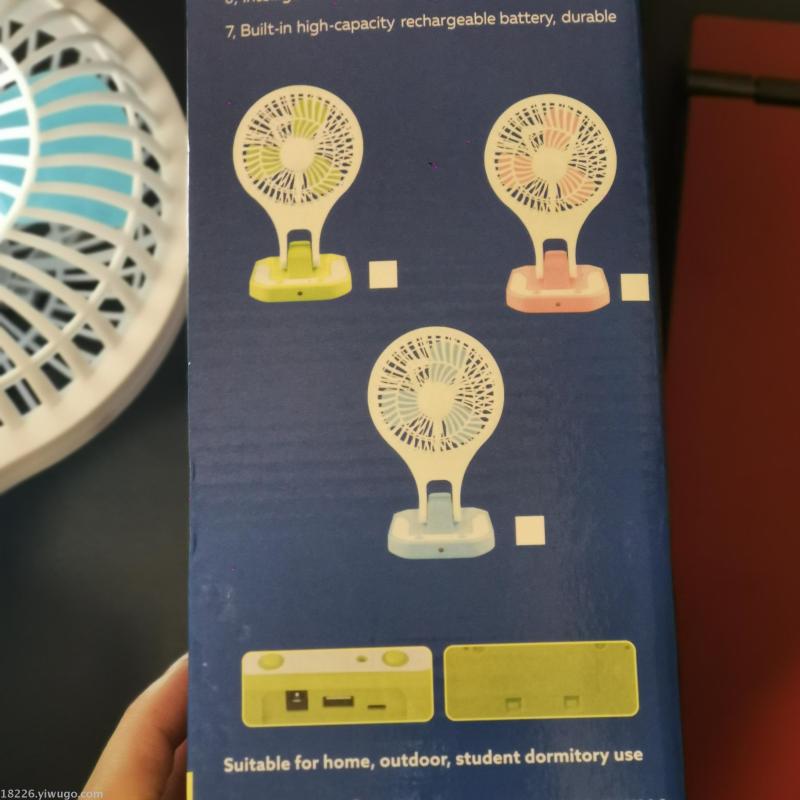 7, Built-in high-capacity rechargeable battery, durable
Suitable for home, outdoor, student dormitory use
18226.yiwugo.com